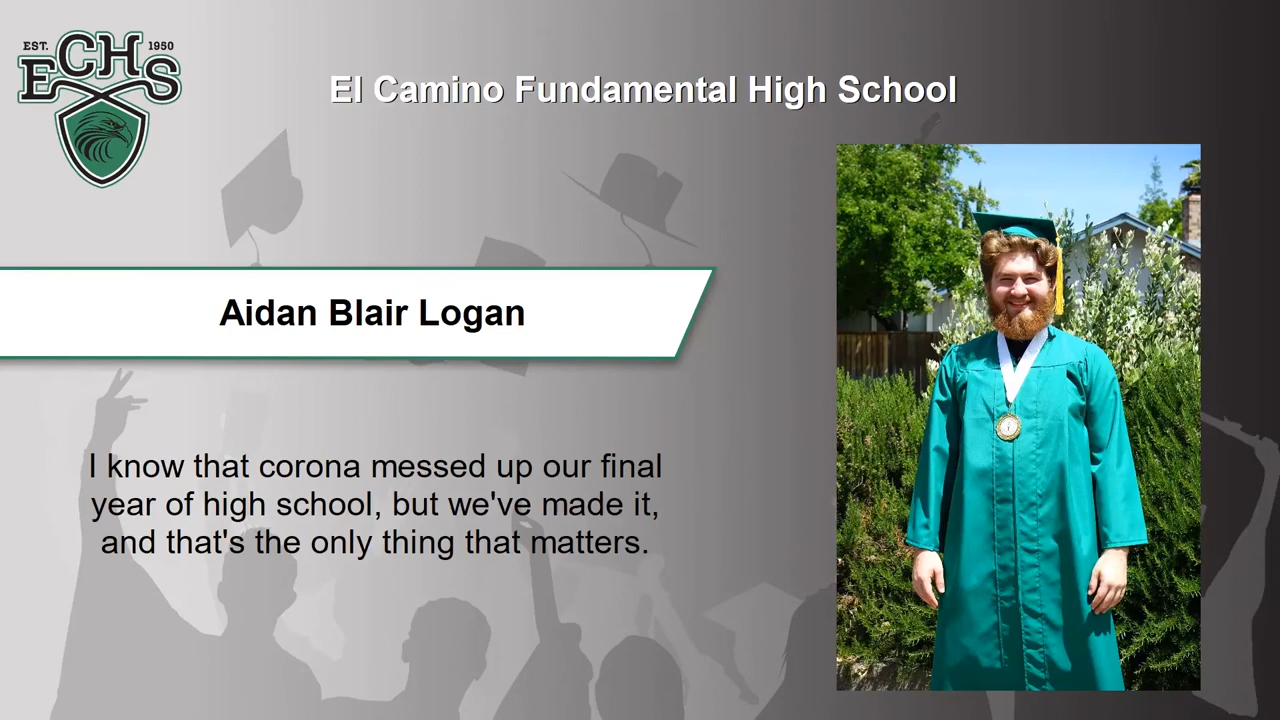 EST. 1950
ECHS
El Camino Fundamental High School
Aidan Blair Logan
I know that corona messed up our final
year of high school, but we've made it,
and that's the only thing that matters.